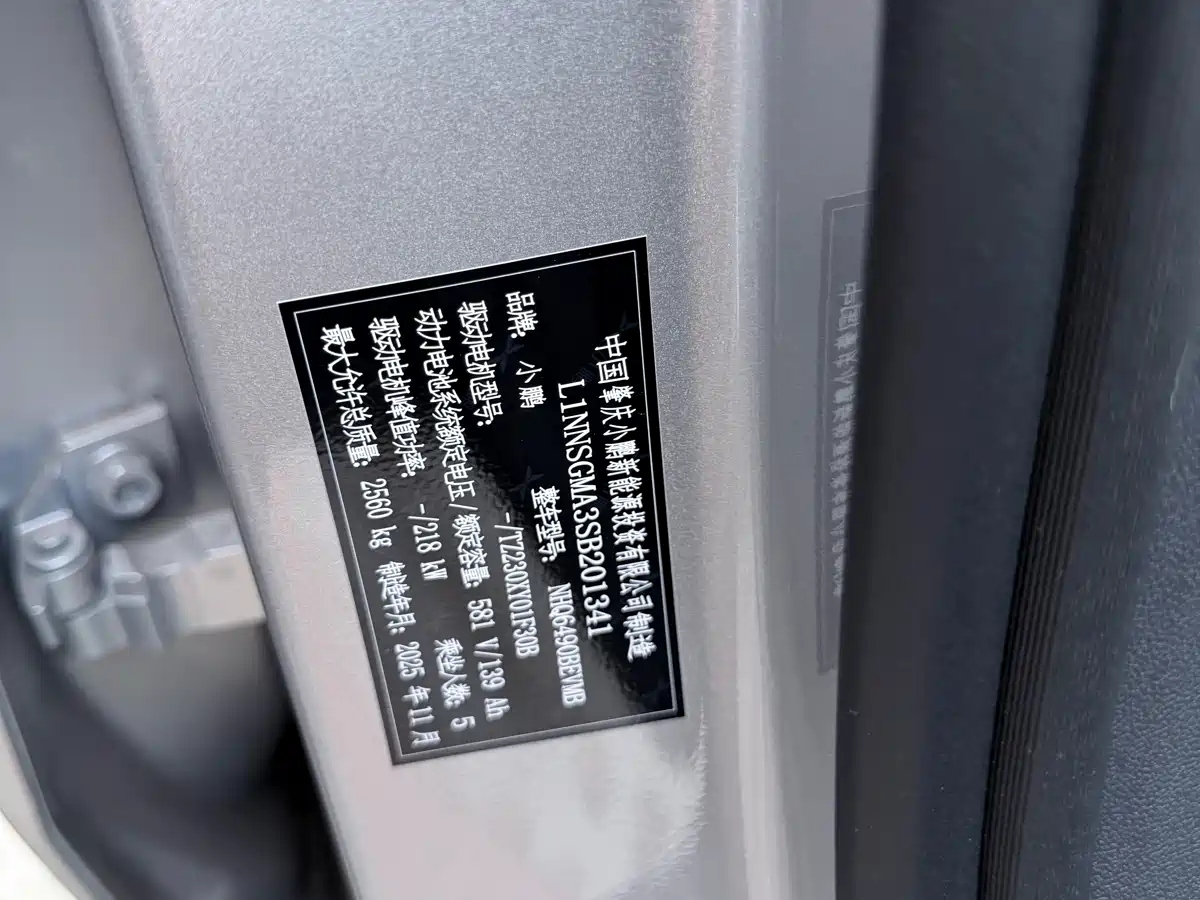 中国肇庆小鹏新能源投资有限公司制造
L1NNSGMA3SB201341
品牌: 小鹏 整车型号: NHQ6490BEVMB
驱动电机型号: -/TZ230XY01F30B
动力电池系统额定电压/额定容量: 581 V/139 Ah
驱动电机峰值功率: -/218 kW 乘坐人数: 5
最大允许总质量: 2560 kg 制造年月: 2025 年 11 月